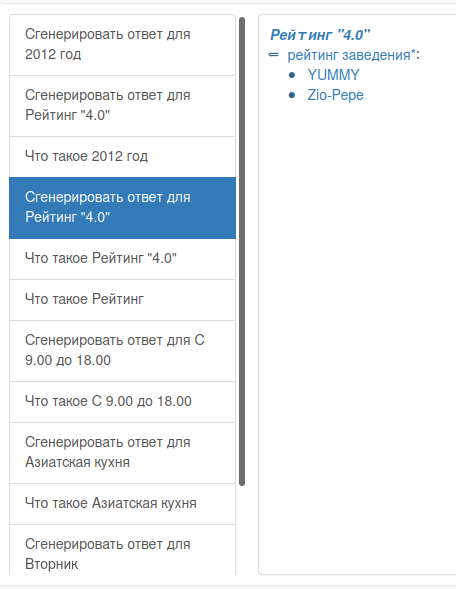 Сгенерировать ответ для
2012 год
Сгенерировать ответ для
Рейтинг "4.0"
Что такое 2012 год
Сгенерировать ответ для
Рейтинг "4.0"
Что такое Рейтинг "4.0"
Что такое Рейтинг
Сгенерировать ответ для С
9.00 до 18.00
Что такое С 9.00 до 18.00
Сгенерировать ответ для
Азиатская кухня
Что такое Азиатская кухня
Сгенерировать ответ для
Вторник
Рейтинг "4.0"
⇐ рейтинг заведения*:
● YUMMY
● Zio-Pepe